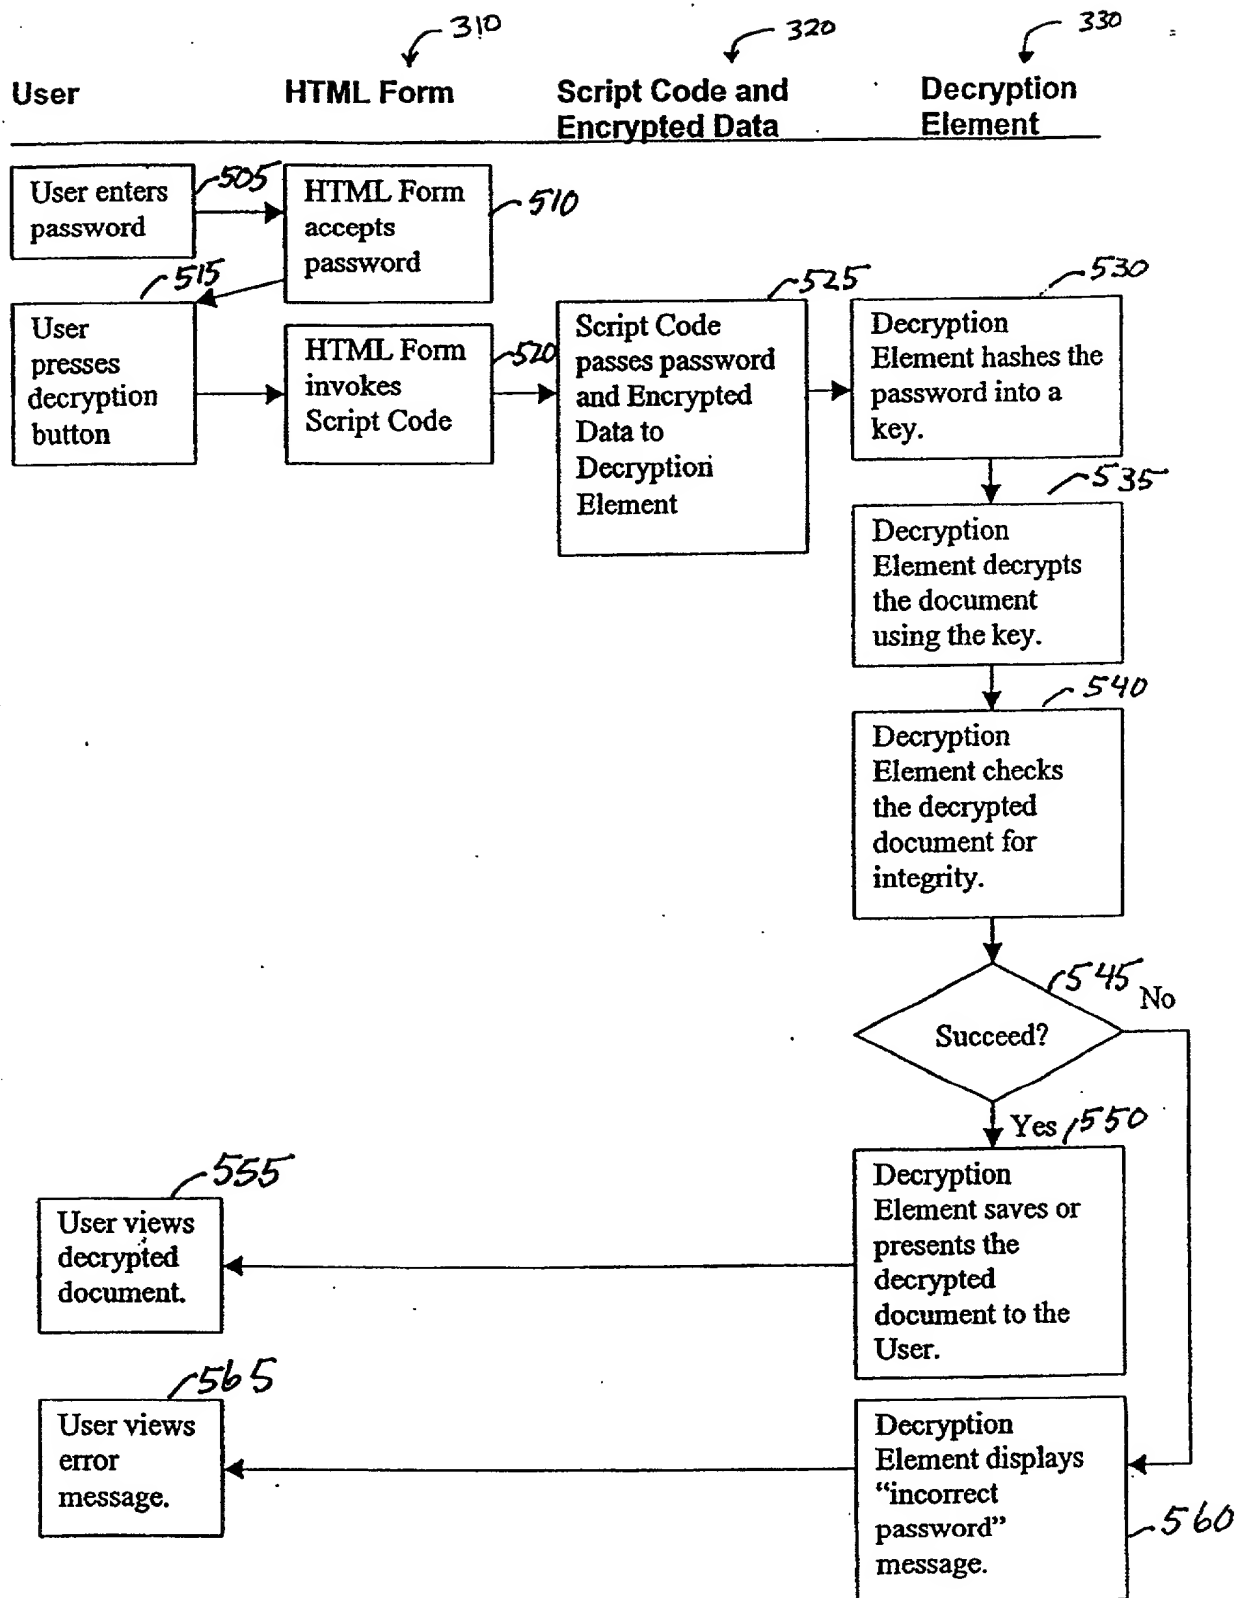 310
320
330
User
HTML Form
Script Code and
Encrypted Data
Decryption
Element
505
User enters
password
HTML Form
accepts
password
510
515
User
presses
decryption
button
HTML Form
invokes
Script Code
520
525
Script Code
passes password
and Encrypted
Data to
Decryption
Element
530
Decryption
Element hashes the
password into a
key.
535
Decryption
Element decrypts
the document
using the key.
540
Decryption
Element checks
the decrypted
document for
integrity.
545
No
Succeed?
Yes
550
Decryption
Element saves or
presents the
decrypted
document to the
User.
555
User views
decrypted
document.
565
User views
error
message.
Decryption
Element displays
“incorrect
password”
message.
560